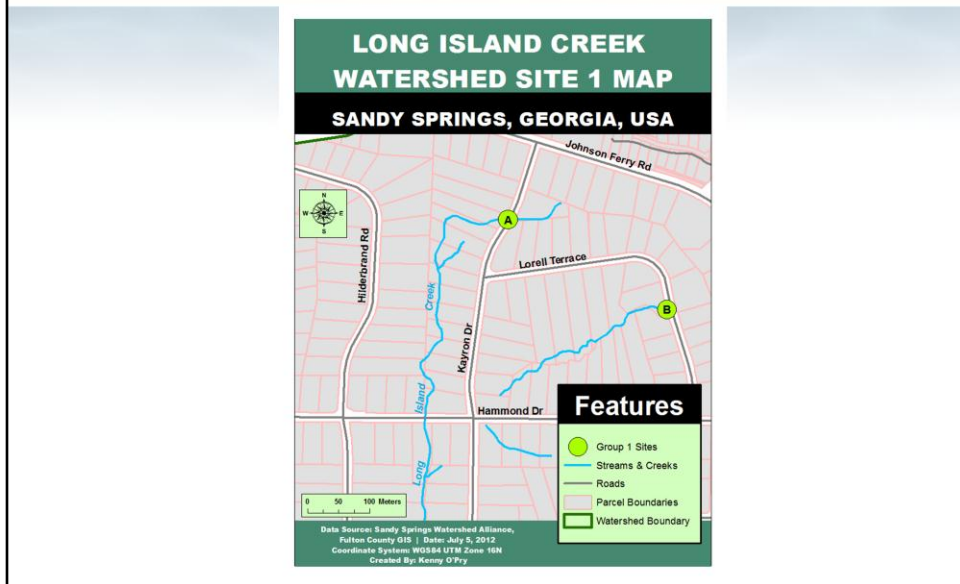 LONG ISLAND CREEK
WATERSHED SITE 1 MAP
SANDY SPRINGS, GEORGIA, USA
Johnson Ferry Rd
N
W E
S
A
Hilderbrand Rd
Lorell Terrace
Creek
B
Kayron Dr
Island
Hammond Dr
Long
Features
Group 1 Sites
Streams & Creeks
Roads
Parcel Boundaries
Watershed Boundary
0 50 100 Meters
Data Source: Sandy Springs Watershed Alliance,
Fulton County GIS | Date: July 5, 2012
Coordinate System: WGS84 UTM Zone 16N
Created By: Kenny O'Pry